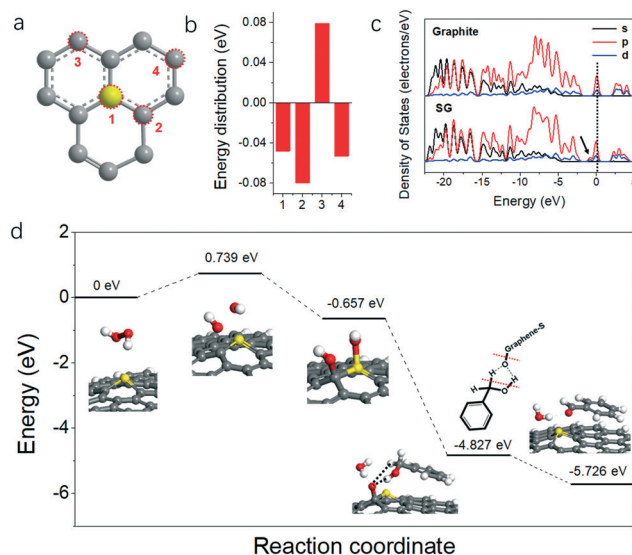 a
3
4
1
2
b
Energy distribution (eV)
0.08
0.04
0.00
-0.04
-0.08
1 2 3 4
c
Density of States (electrons/eV)
Graphite
s
p
d
SG
-20 -15 -10 -5 0
Energy (eV)
d
Energy (eV)
2
0
-2
-4
-6
0 eV
0.739 eV
-0.657 eV
-4.827 eV
-5.726 eV
Graphene-S
O
H
H
H
O
Reaction coordinate